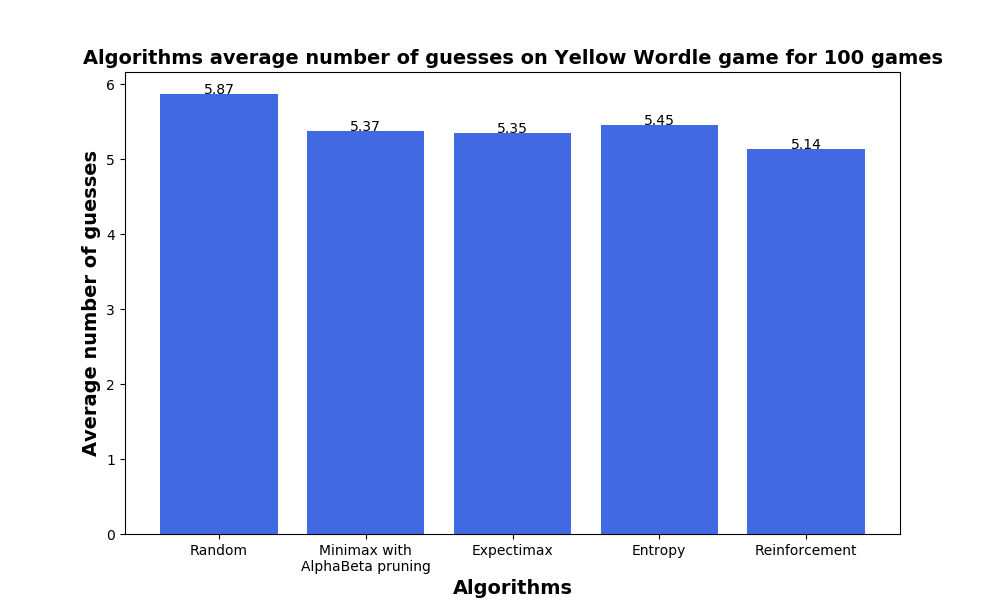 Algorithms average number of guesses on Yellow Wordle game for 100 games
Average number of guesses
6
5
4
3
2
1
0
5.87
5.37
5.35
5.45
5.14
Random
Minimax with
AlphaBeta pruning
Expectimax
Entropy
Reinforcement
Algorithms